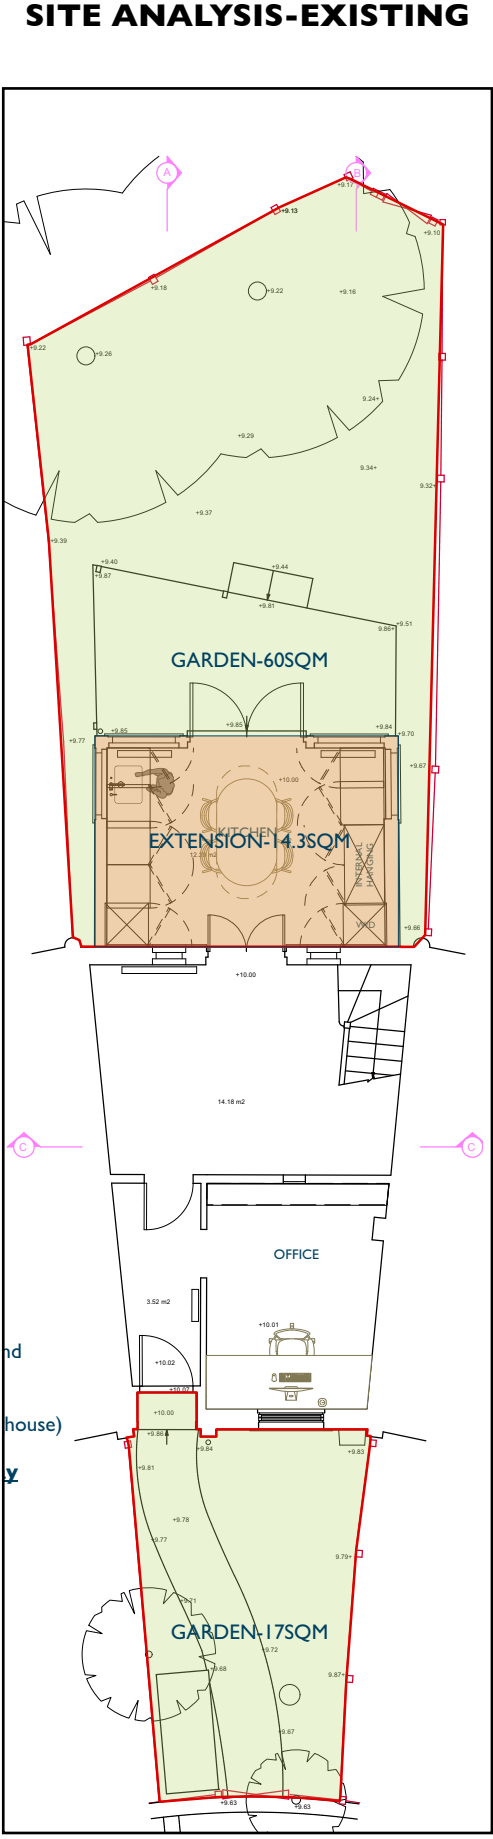 SITE ANALYSIS-EXISTING
A
B
+9.17
+9.13
+9.10
+9.18
+9.22
+9.16
+9.22
+9.26
9.24+
+9.29
9.34+
9.32+
+9.37
+9.39
+9.40
+9.87
+9.44
+9.81
+9.51
9.86+
GARDEN-60SQM
+9.85
+9.85
+9.84
+9.70
+9.77
+9.67
+10.00
KITCHEN
EXTENSION-14.3SQM
INTERNAL
HANGING
W/D
+9.66
+10.00
14.18 m2
C
C
OFFICE
3.52 m2
+10.01
nd
+10.02
+10.07
+10.00
house)
+9.86
+9.84
+9.83
+9.81
y
+9.78
+9.77
9.79+
+9.71
GARDEN-17SQM
+9.72
+9.68
9.87+
+9.67
+9.63
+9.63